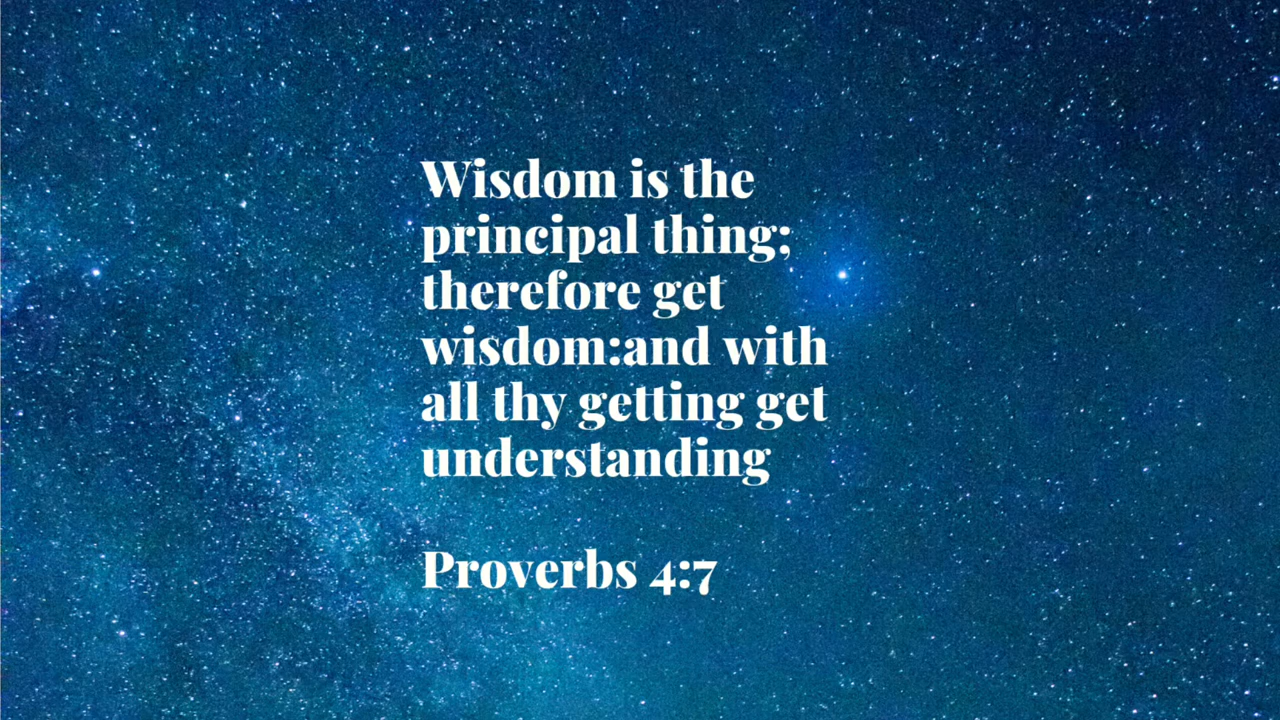 Wisdom is the
principal thing;
therefore get
wisdom:and with
all thy getting get
understanding
Proverbs 4:7